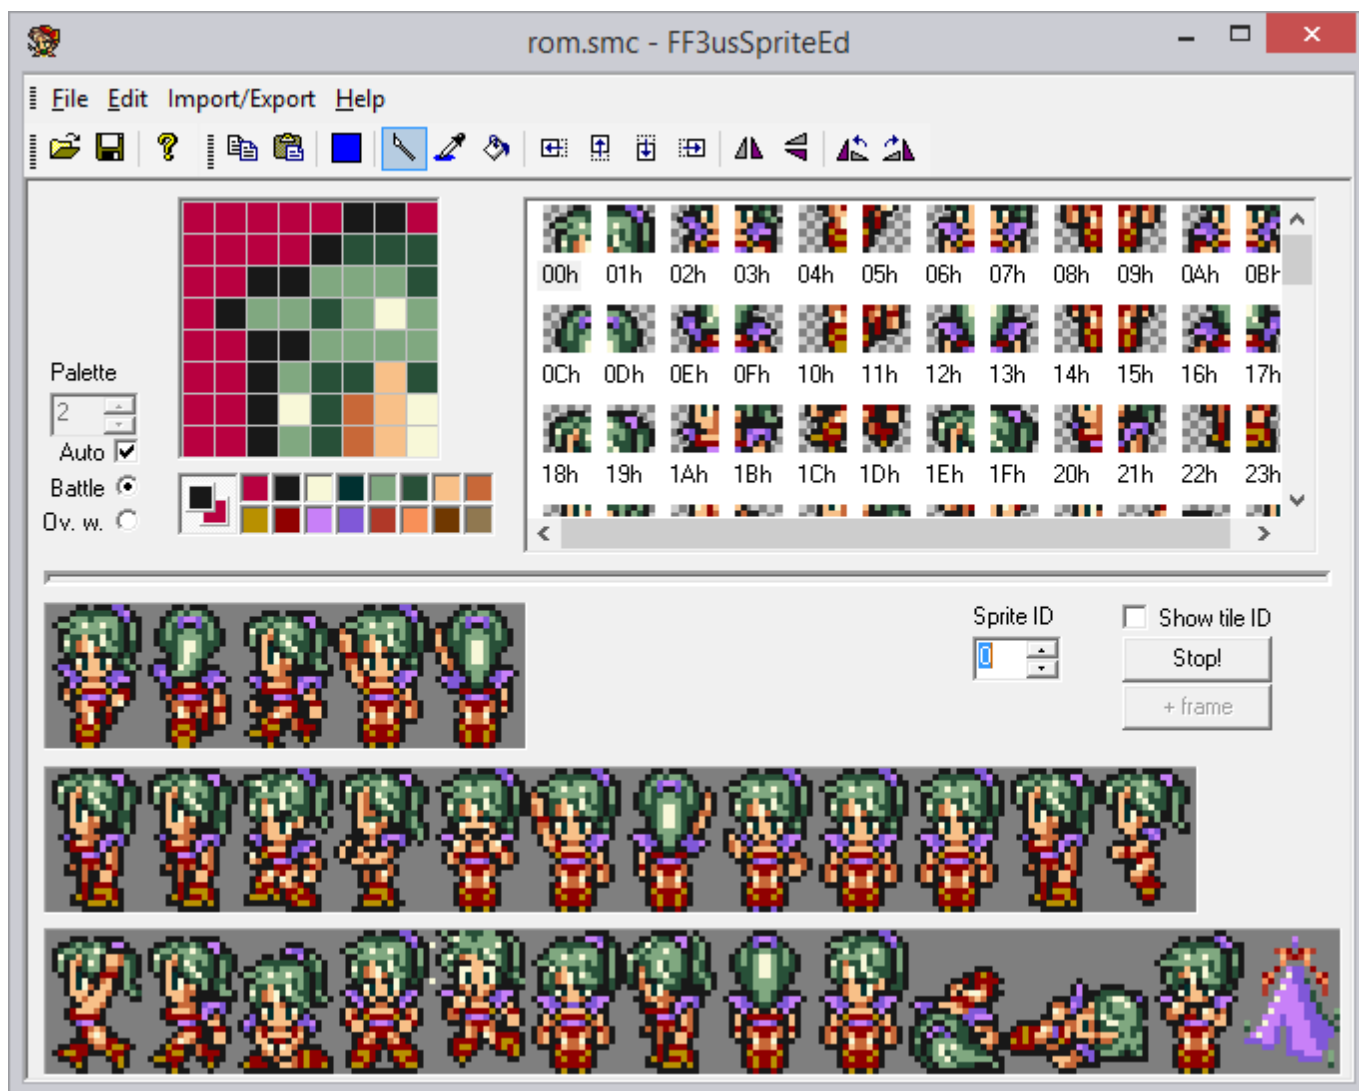 rom.smc - FF3usSpriteEd
File Edit Import/Export Help
00h 01h 02h 03h 04h 05h 06h 07h 08h 09h 0Ah 0Bh
0Ch 0Dh 0Eh 0Fh 10h 11h 12h 13h 14h 15h 16h 17h
18h 19h 1Ah 1Bh 1Ch 1Dh 1Eh 1Fh 20h 21h 22h 23h
Palette
2
Auto
Battle
Ov. w.
Sprite ID
0
Show tile ID
Stop!
+ frame